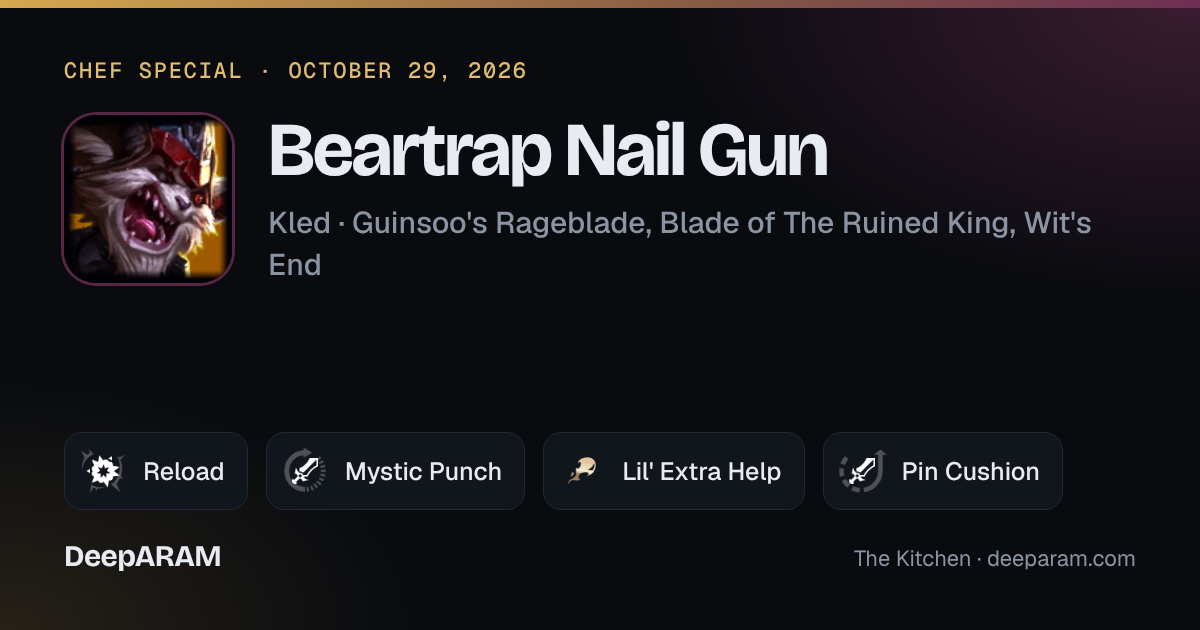 CHEF SPECIAL · OCTOBER 29, 2026
Beartrap Nail Gun
Kled · Guinsoo's Rageblade, Blade of The Ruined King, Wit's
End
Reload
Mystic Punch
Lil' Extra Help
Pin Cushion
DeepARAM
The Kitchen · deeparam.com